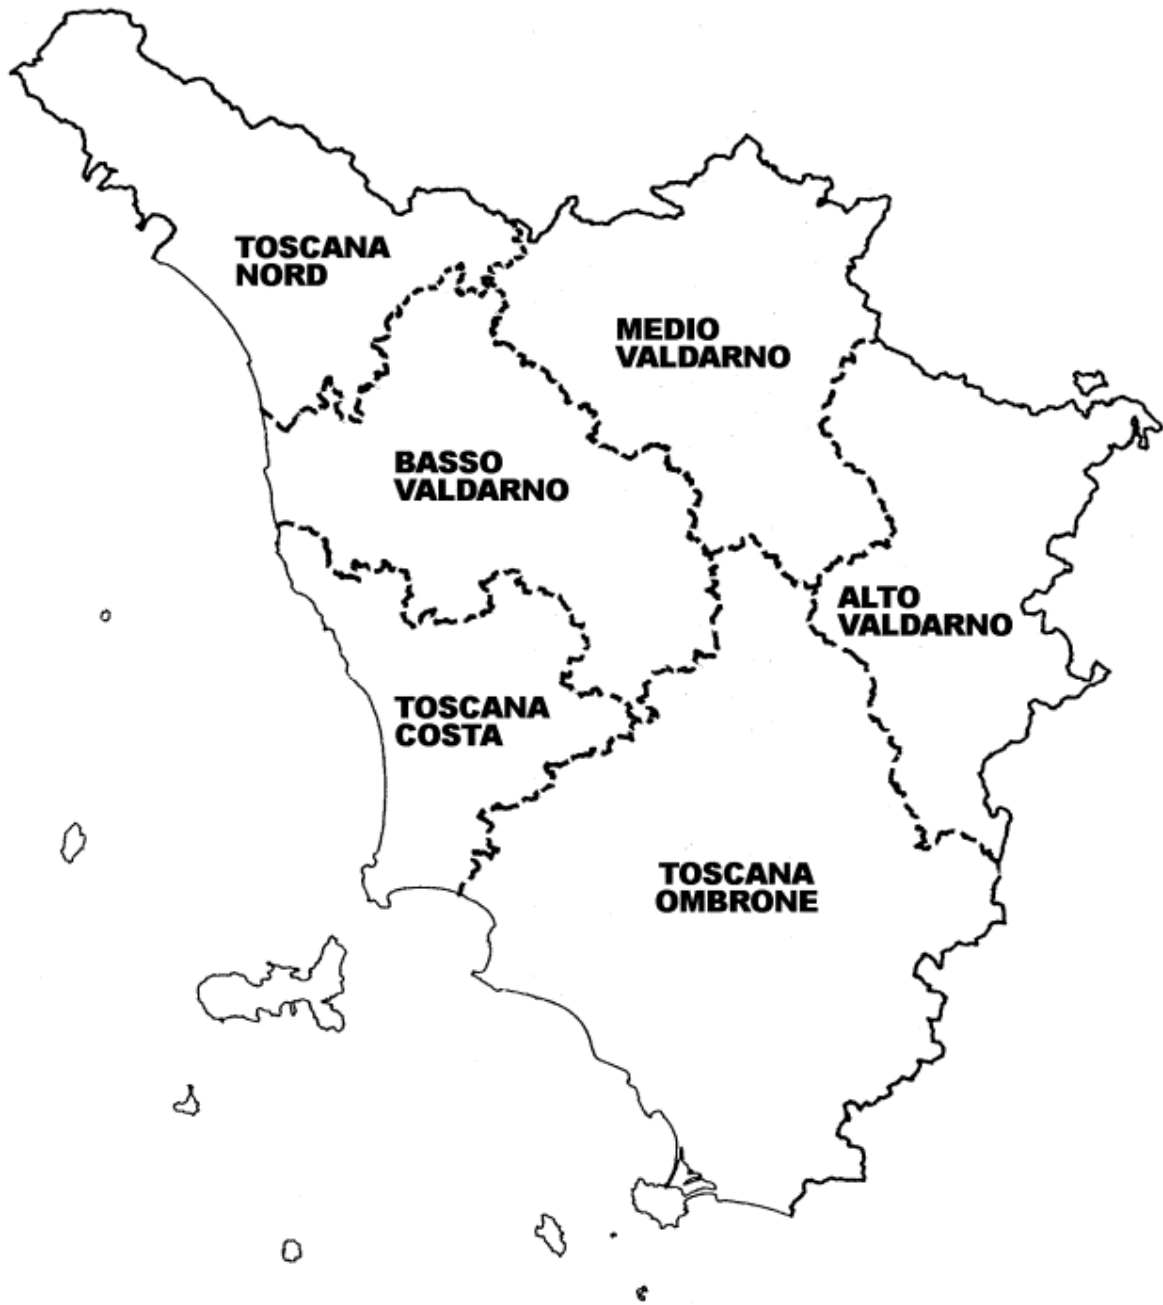 TOSCANA
NORD
MEDIO
VALDARNO
BASSO
VALDARNO
ALTO
VALDARNO
TOSCANA
COSTA
TOSCANA
OMBRONE